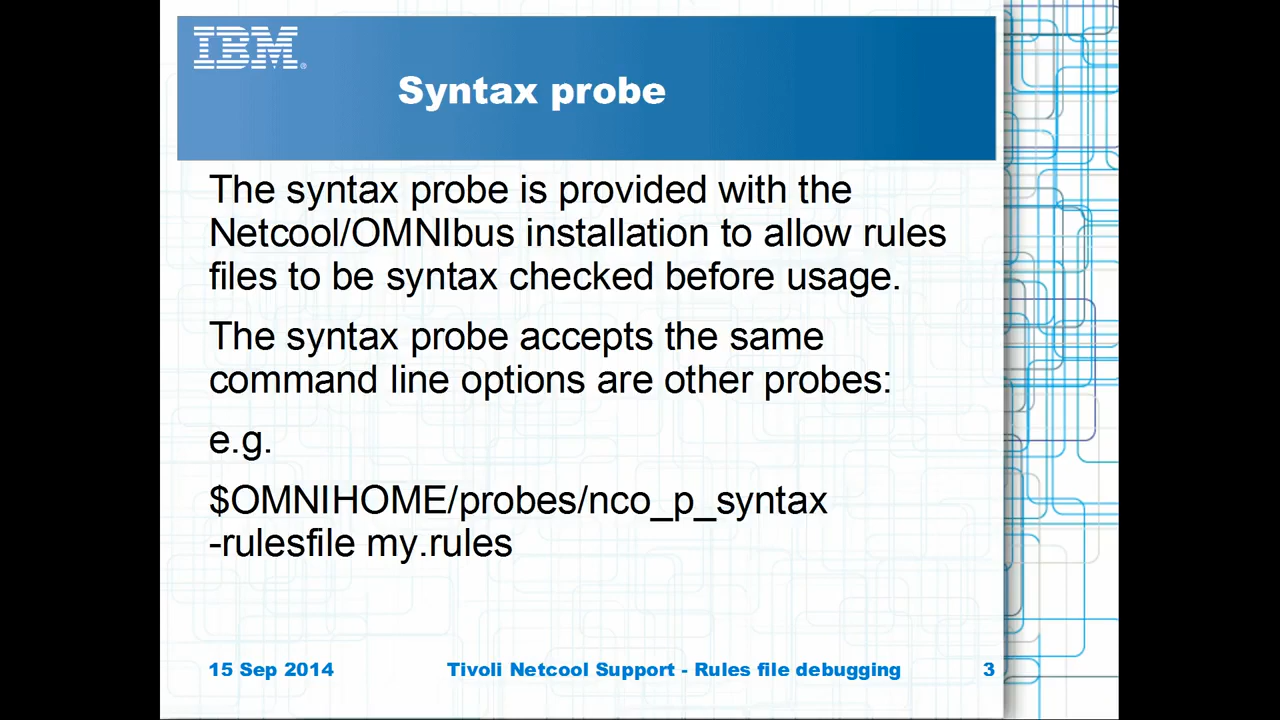 IBM®
Syntax probe
The syntax probe is provided with the
Netcool/OMNIbus installation to allow rules
files to be syntax checked before usage.
The syntax probe accepts the same
command line options are other probes:
e.g.
$OMNIHOME/probes/nco_p_syntax
-rulesfile my.rules
15 Sep 2014
Tivoli Netcool Support - Rules file debugging
3